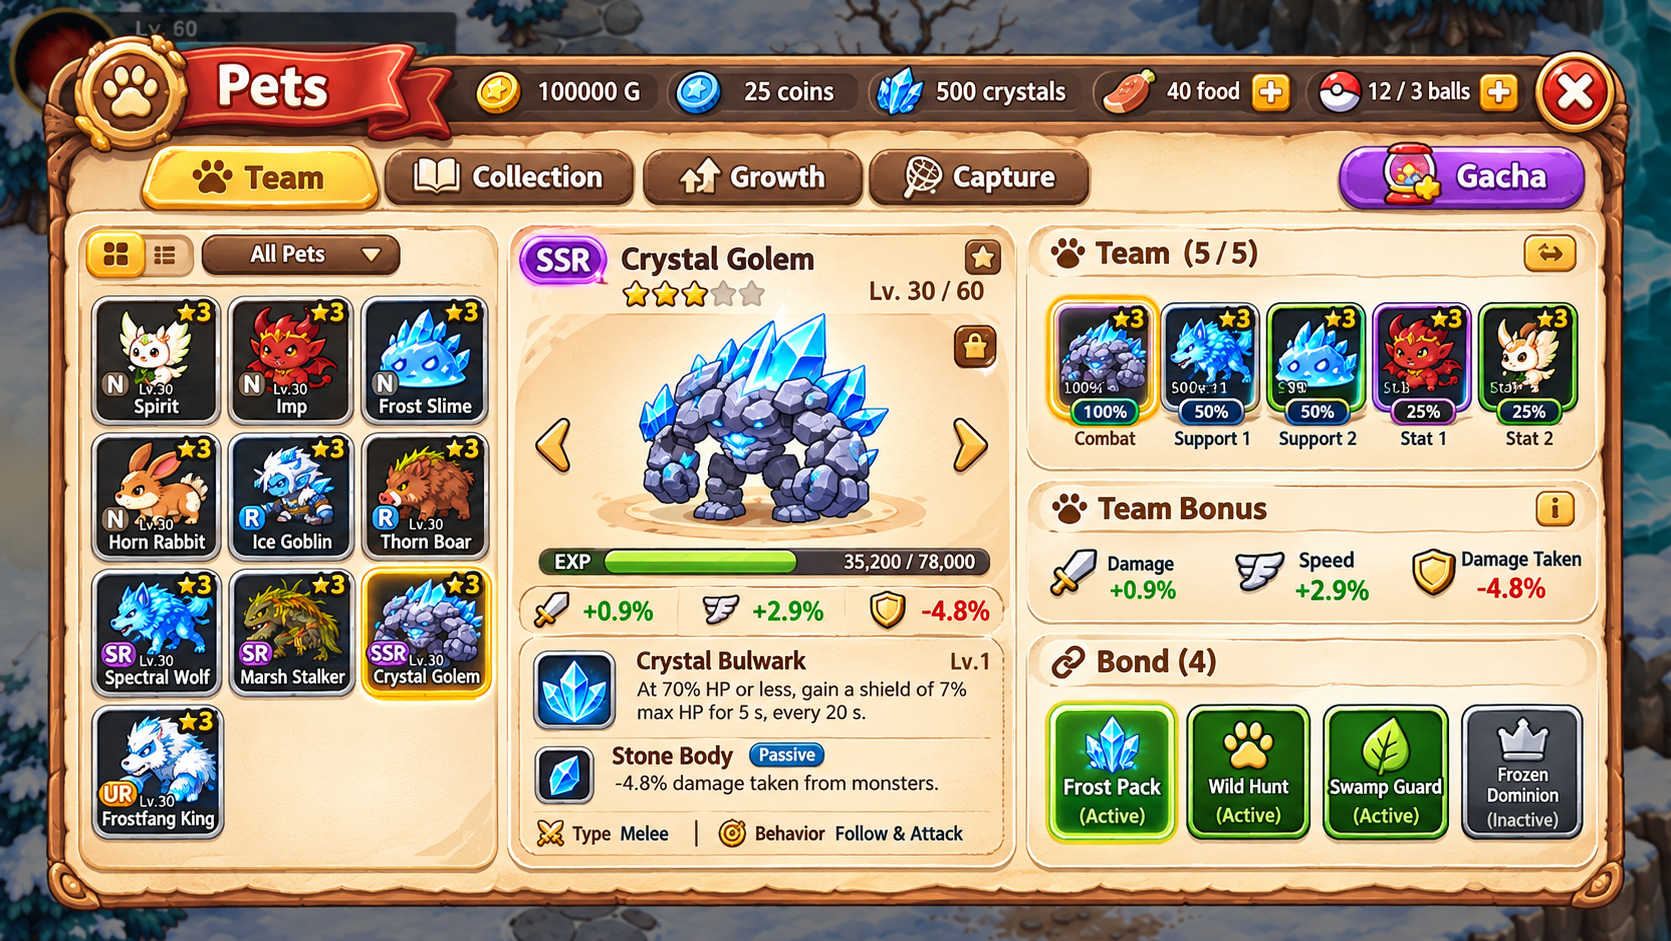 Lv. 60
Pets
100000 G
25 coins
500 crystals
40 food
12 / 3 balls
Team
Collection
Growth
Capture
Gacha
All Pets
★3
N
Lv.30
Spirit
★3
N
Lv.30
Imp
★3
N
Frost Slime
★3
N
Lv.30
Horn Rabbit
★3
R
Ice Goblin
★3
R
Lv.30
Thorn Boar
★3
SR
Lv.30
Spectral Wolf
★3
SR
Marsh Stalker
★3
SSR
Lv.30
Crystal Golem
★3
UR
Lv.30
Frostfang King
SSR
Crystal Golem
Lv. 30 / 60
EXP
35,200 / 78,000
+0.9%
+2.9%
-4.8%
Crystal Bulwark
Lv.1
At 70% HP or less, gain a shield of 7%
max HP for 5 s, every 20 s.
Stone Body
Passive
-4.8% damage taken from monsters.
Type Melee
Behavior Follow & Attack
Team (5/5)
★3
100%
Combat
★3
50%
Support 1
★3
50%
Support 2
★3
25%
Stat 1
★3
25%
Stat 2
Team Bonus
i
Damage
+0.9%
Speed
+2.9%
Damage Taken
-4.8%
Bond (4)
Frost Pack
(Active)
Wild Hunt
(Active)
Swamp Guard
(Active)
Frozen
Dominion
(Inactive)